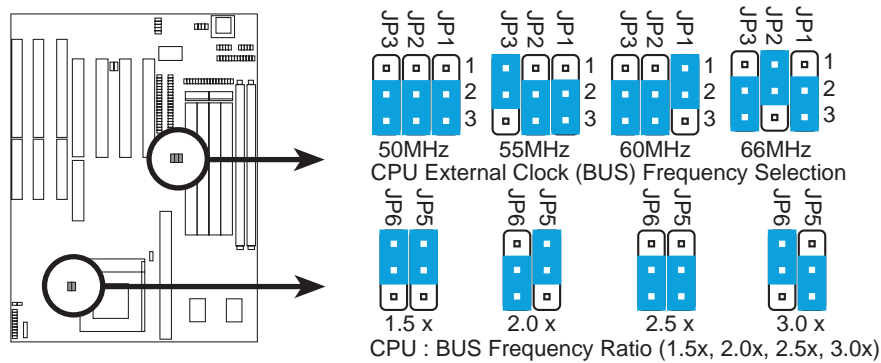 JP3 JP2 JP1 JP3 JP2 JP1 JP3 JP2 JP1 JP3 JP2 JP1
1 1 1 1
2 2 2 2
3 3 3 3
50MHz 55MHz 60MHz 66MHz
CPU External Clock (BUS) Frequency Selection
JP6 JP5 JP6 JP5 JP6 JP5 JP6 JP5
1.5 x 2.0 x 2.5 x 3.0 x
CPU : BUS Frequency Ratio (1.5x, 2.0x, 2.5x, 3.0x)